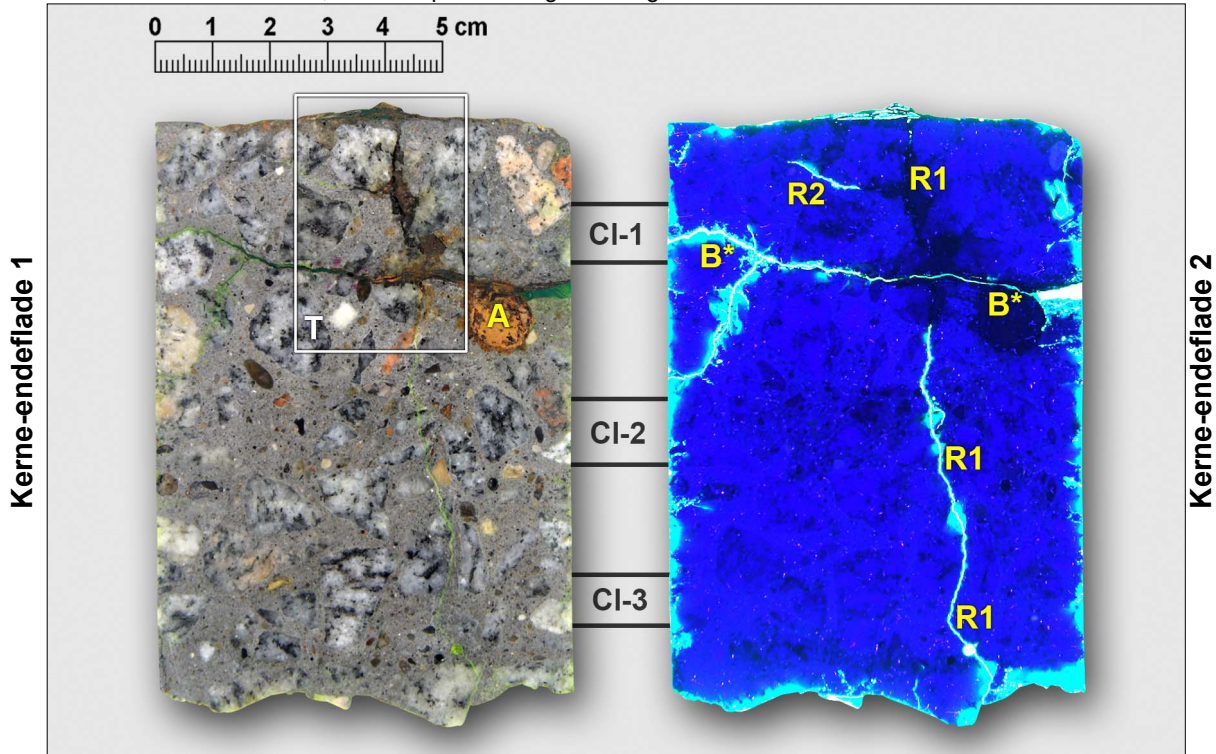 0 1 2 3 4 5 cm
Kerne-endeflade 1
T
A
Cl-1
Cl-2
Cl-3
R2
R1
B*
B*
R1
R1
Kerne-endeflade 2